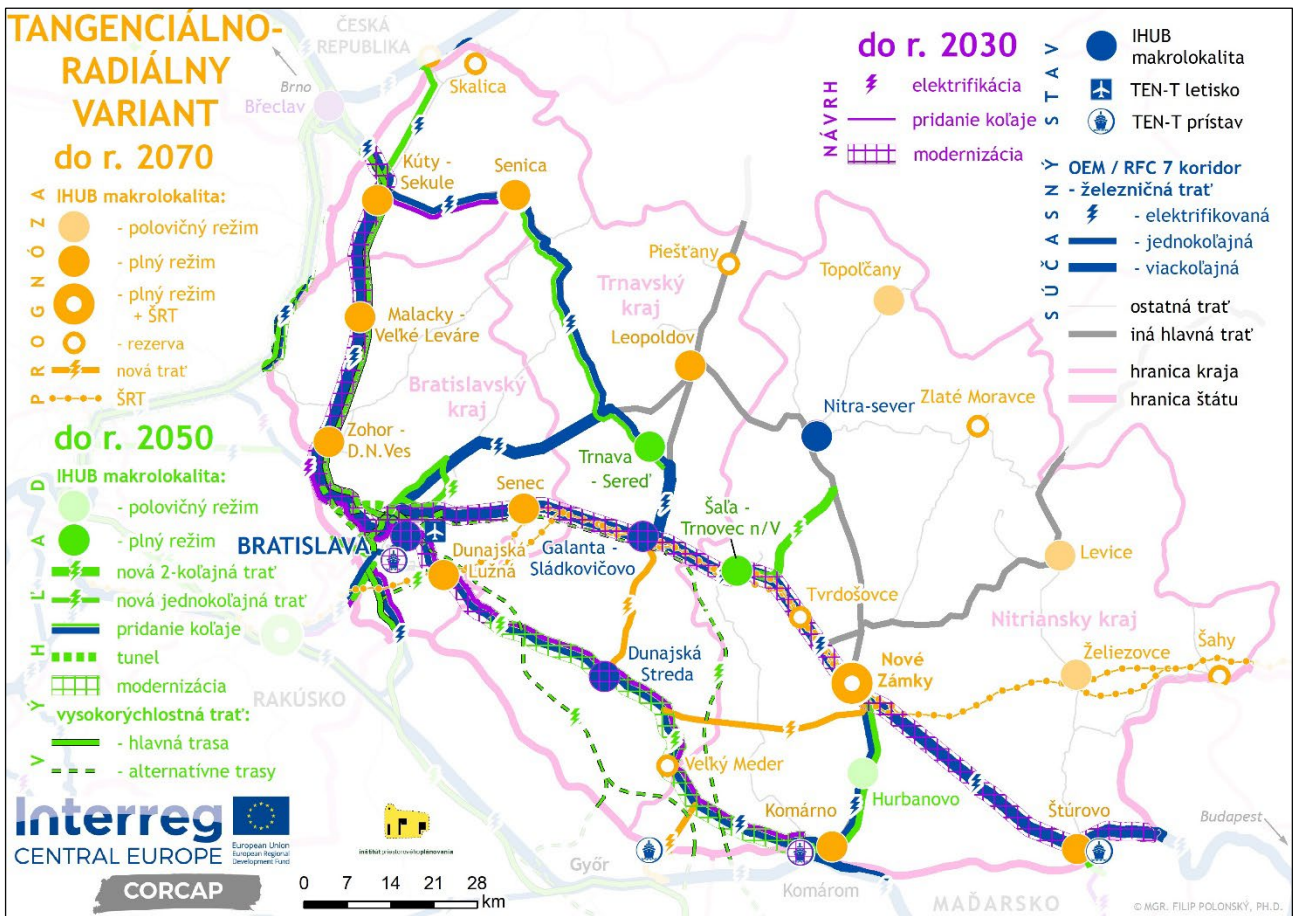 TANGENCIÁLNO-
RADIÁLNY
VARIANT
do r. 2070
PROGNÓZA
IHUB makrolokalita:
- polovičný režim
- plný režim
- plný režim
+ ŠRT
- rezerva
nová trať
ŠRT
do r. 2050
VÝHĽAD
IHUB makrolokalita:
- polovičný režim
- plný režim
nová 2-koľajná trať
nová jednokoľajná trať
pridanie koľaje
tunel
modernizácia
vysokorýchlostná trať:
- hlavná trasa
- alternatívne trasy
Interreg
CENTRAL EUROPE
European Union
European Regional
Development Fund
CORCAP
inštitút priestorového plánovania
0 7 14 21 28
km
do r. 2030
NÁVRH
elektrifikácia
pridanie koľaje
modernizácia
SÚČASNÝ STAV
IHUB
makrolokalita
TEN-T letisko
TEN-T prístav
OEM / RFC 7 koridor
- železničná trať
- elektrifikovaná
- jednokoľajná
- viackoľajná
ostatná trať
iná hlavná trať
hranica kraja
hranica štátu
ČESKÁ
REPUBLIKA
Brno
Břeclav
Skalica
Kúty -
Sekule
Senica
Piešťany
Topoľčany
Trnavský
kraj
Malacky -
Veľké Leváre
Leopoldov
Bratislavský
kraj
Zlaté Moravce
Nitra-sever
Zohor -
D.N.Ves
Trnava
- Sereď
Senec
Šaľa -
Trnovec n/V
BRATISLAVA
Dunajská
Lužná
Galanta -
Sládkovičovo
Levice
Tvrdošovce
Nitriansky kraj
Šahy
Želiezovce
Dunajská
Streda
Nové
Zámky
RAKÚSKO
Veľký Meder
Hurbanovo
Komárno
Štúrovo
Budapest
Győr
Komárom
MAĎARSKO
© MGR. FILIP POLONSKÝ, PH.D.